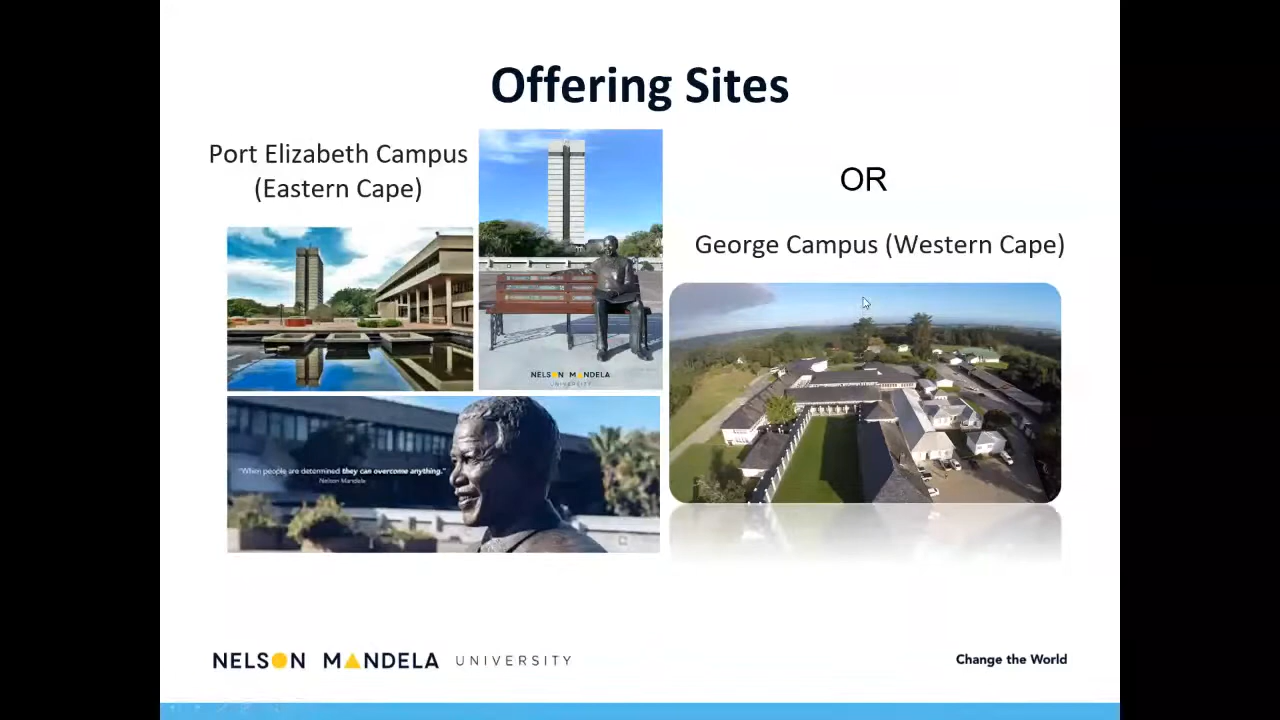 Offering Sites
Port Elizabeth Campus
(Eastern Cape)
OR
George Campus (Western Cape)
NELSON MANDELA
UNIVERSITY
"When people are determined they can overcome anything."
Nelson Mandela
NELSON MANDELA UNIVERSITY
Change the World